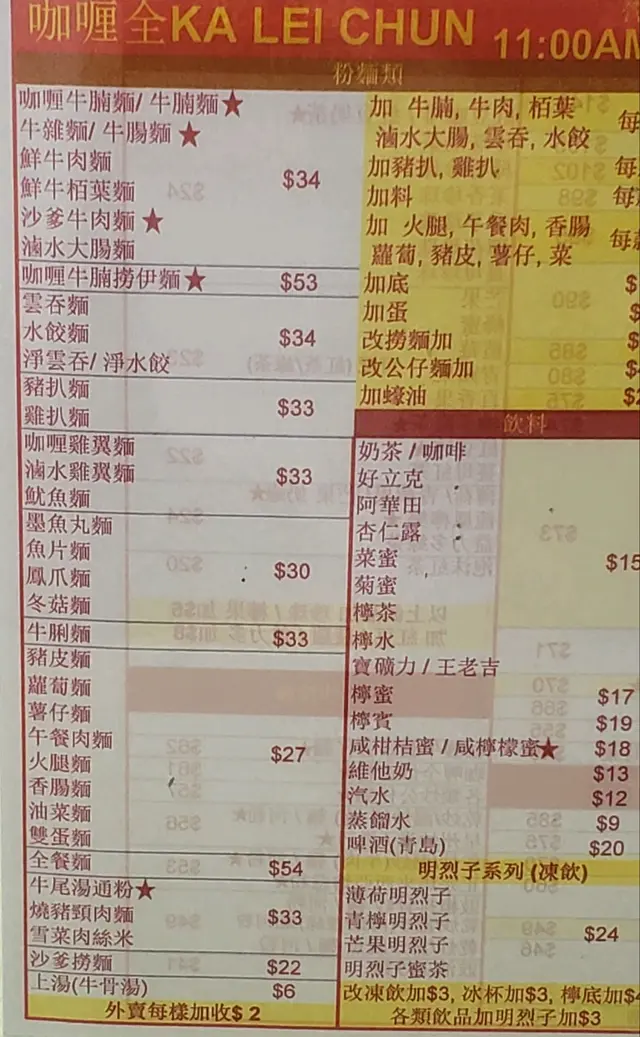 咖喱全KA LEI CHUN 11:00AM
粉麵類
咖喱牛腩麵/ 牛腩麵★
牛雜麵/ 牛腸麵★
鮮牛肉麵
鮮牛栢葉麵
沙爹牛肉麵★
滷水大腸麵
$34
咖喱牛腩撈伊麵★ $53
雲吞麵
水餃麵
淨雲吞/ 淨水餃
$34
豬扒麵
雞扒麵
$33
咖喱雞翼麵
滷水雞翼麵
魷魚麵
$33
墨魚丸麵
魚片麵
鳳爪麵
冬菇麵
$30
牛脷麵 $33
豬皮麵
蘿蔔麵
薯仔麵
午餐肉麵
火腿麵
香腸麵
油菜麵
雙蛋麵
$27
全餐麵 $54
牛尾湯通粉★
燒豬頸肉麵
雪菜肉絲米
$33
沙爹撈麵 $22
上湯(牛骨湯) $6
外賣每樣加收$ 2
加 牛腩, 牛肉, 栢葉
滷水大腸, 雲吞, 水餃
每
加豬扒, 雞扒 每
加料 每
加 火腿, 午餐肉, 香腸
蘿蔔, 豬皮, 薯仔, 菜
每
加底 $
加蛋 $
改撈麵加 $
改公仔麵加 $
加蠔油 $
飲料
奶茶 / 咖啡
好立克
阿華田
杏仁露
菜蜜
菊蜜
檸茶
檸水
寶礦力 / 王老吉
$15
檸蜜 $17
檸賓 $19
咸柑桔蜜 / 咸檸檬蜜★ $18
維他奶 $13
汽水 $12
蒸餾水 $9
啤酒(青島) $20
明烈子系列 (凍飲)
薄荷明烈子
青檸明烈子
芒果明烈子
明烈子蜜茶
$24
改凍飲加$3, 冰杯加$3, 檸底加$4
各類飲品加明烈子加$3